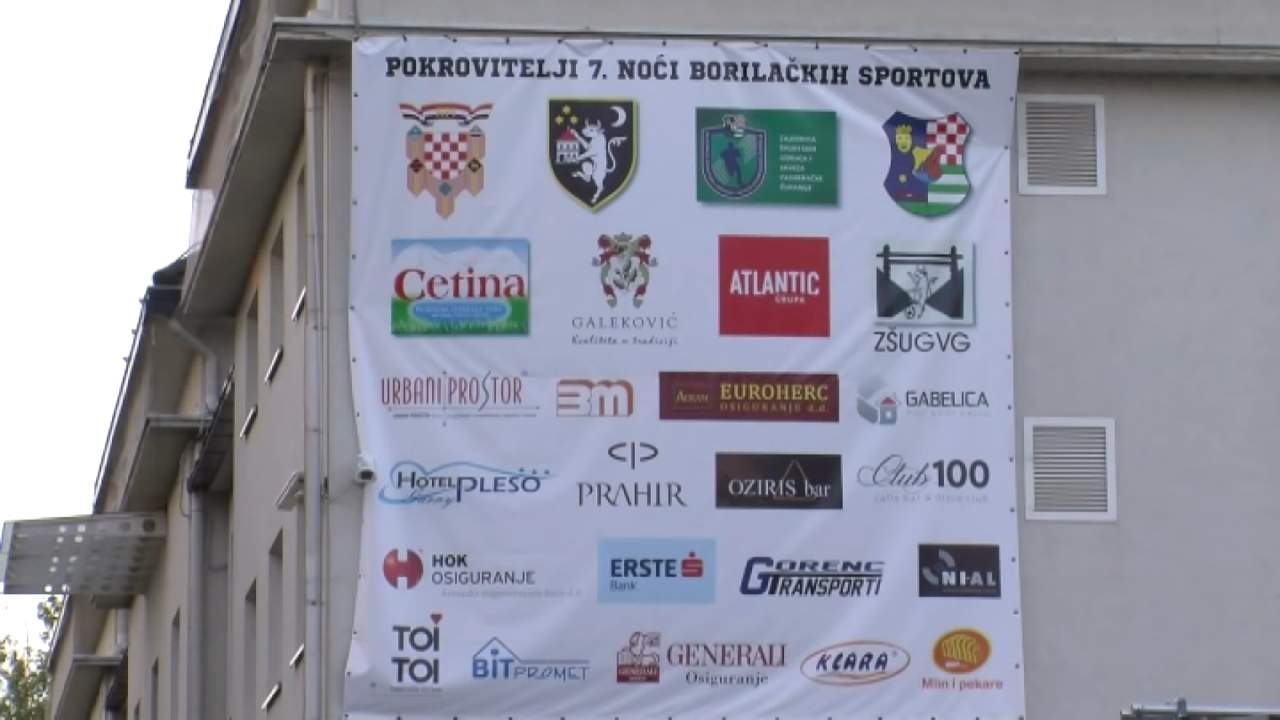 POKROVITELJI 7. NOĆI BORILAČKIH SPORTOVA
Cetina
GALEKOVIĆ
Kvaliteta u tradiciji
ATLANTIC
GRUPA
ZŠUGVG
URBANI PROSTOR
3m
AGRAM
EUROHERC
OSIGURANJE d.d.
GABELICA
HOTEL PLESO
PRAHIR
OZIRIS bar
Club 100
caffe bar & disco club
HOK
OSIGURANJE
ERSTE
Bank
GORENC
TRANSPORTI
NI-AL
TOI
TOI
BIT PROMET
GENERALI
GENERALI
Osiguranje
KLARA®
Mlin i pekare